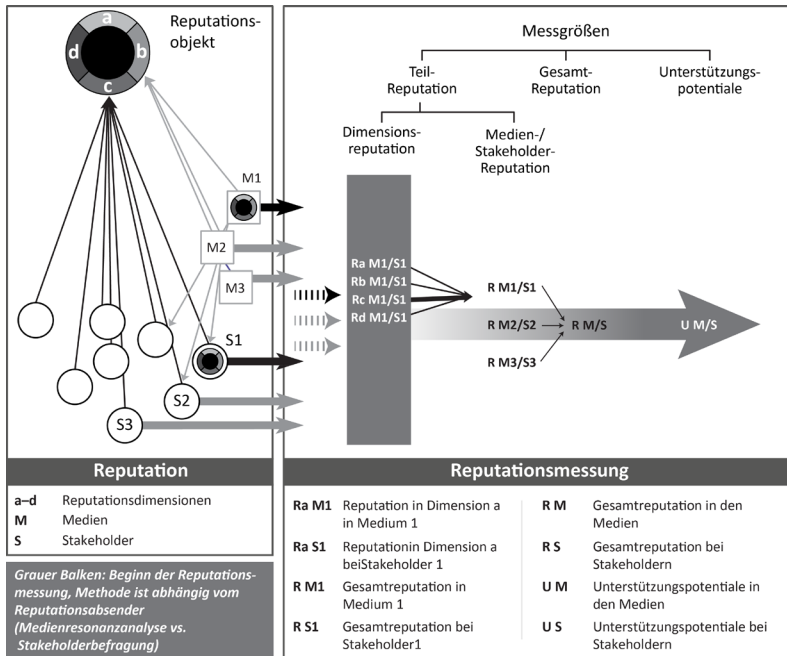 a
b
c
d
Reputations-
objekt
M1
M2
M3
S1
S2
S3
Reputation
a–d Reputationsdimensionen
M Medien
S Stakeholder
Grauer Balken: Beginn der Reputations-
messung, Methode ist abhängig vom
Reputationsabsender
(Medienresonanzanalyse vs.
Stakeholderbefragung)
Messgrößen
Teil-
Reputation
Gesamt-
Reputation
Unterstützungs-
potentiale
Dimensions-
reputation
Medien-/
Stakeholder-
Reputation
Ra M1/S1
Rb M1/S1
Rc M1/S1
Rd M1/S1
R M1/S1
R M2/S2
R M3/S3
R M/S
U M/S
Reputationsmessung
Ra M1 Reputation in Dimension a
in Medium 1
Ra S1 Reputationin Dimension a
beiStakeholder 1
R M1 Gesamtreputation in
Medium 1
R S1 Gesamtreputation bei
Stakeholder1
R M Gesamtreputation in den
Medien
R S Gesamtreputation bei
Stakeholdern
U M Unterstützungspotentiale in
den Medien
U S Unterstützungspotentiale bei
Stakeholdern